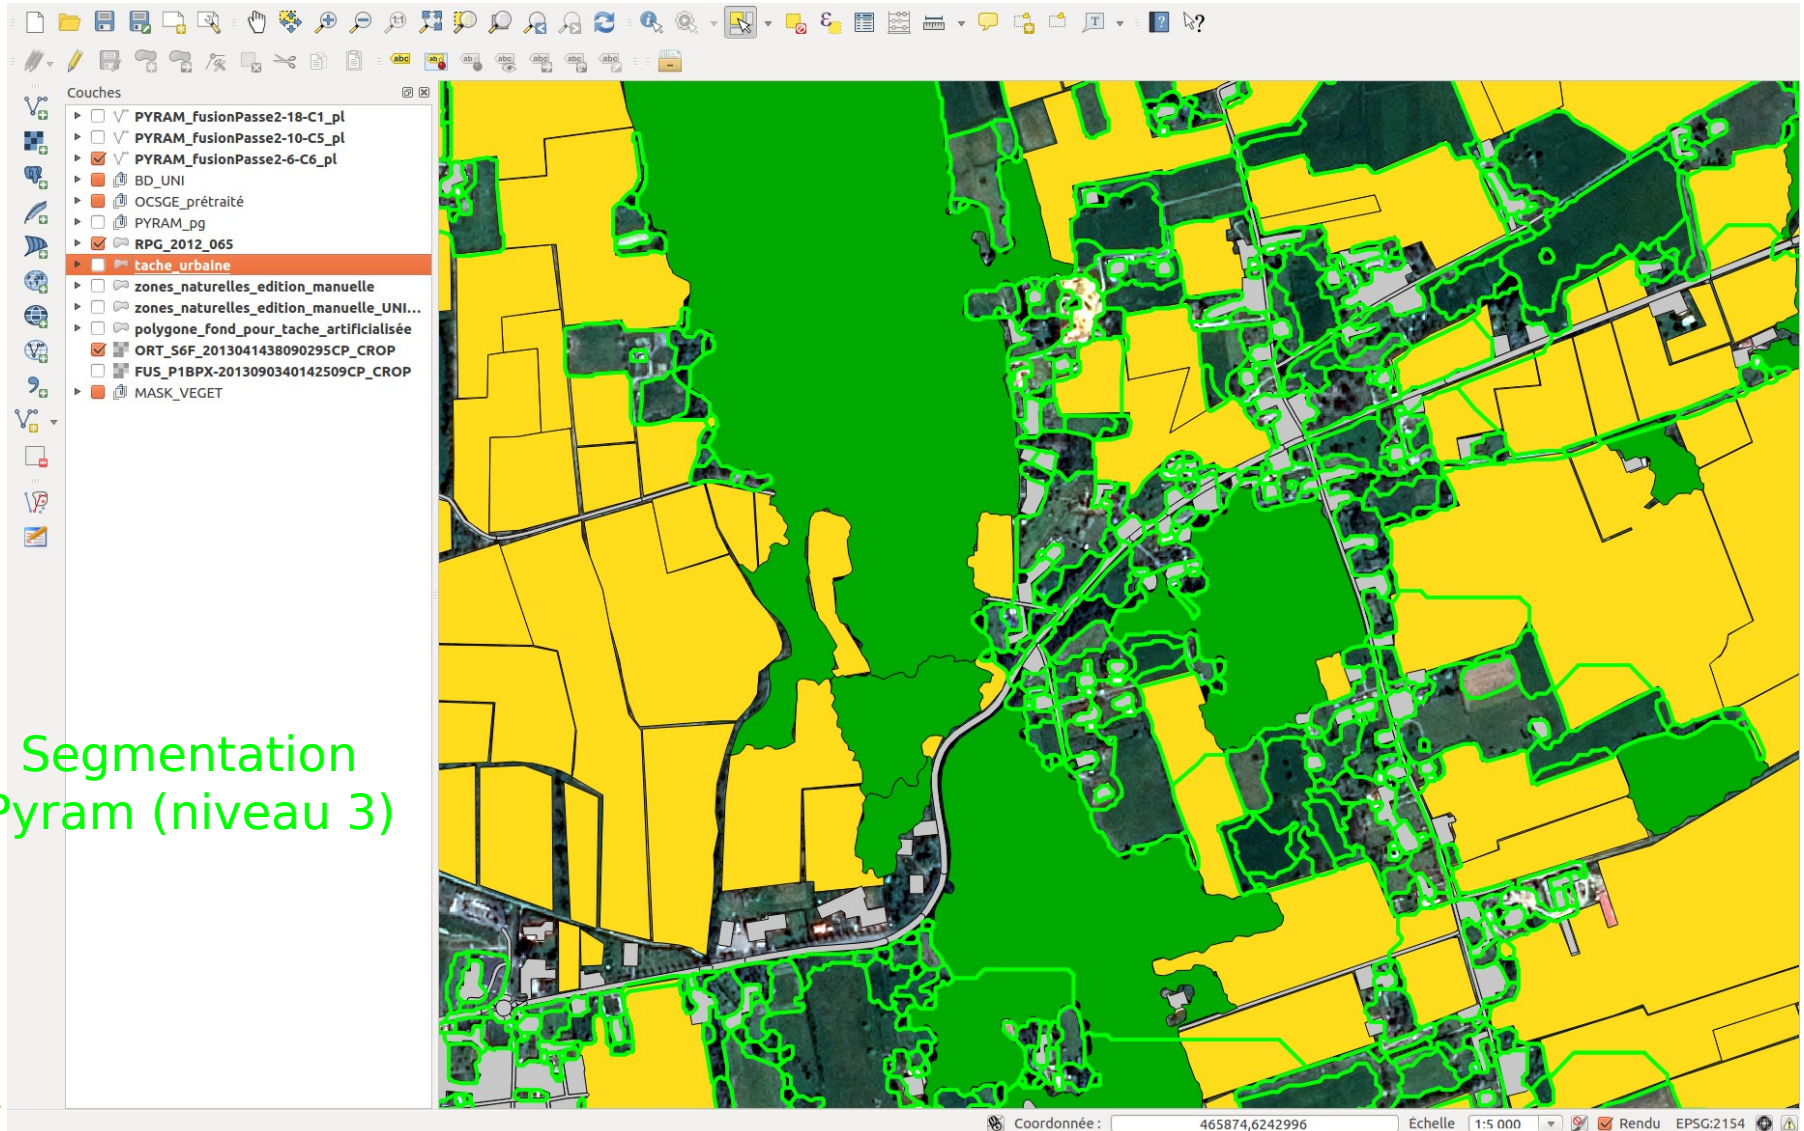 Couches
PYRAM_fusionPasse2-18-C1_pl
PYRAM_fusionPasse2-10-C5_pl
PYRAM_fusionPasse2-6-C6_pl
BD_UNI
OCSGE_prétraité
PYRAM_pg
RPG_2012_065
tache_urbaine
zones_naturelles_edition_manuelle
zones_naturelles_edition_manuelle_UNI...
polygone_fond_pour_tache_artificialisée
ORT_S6F_2013041438090295CP_CROP
FUS_P1BPX-2013090340142509CP_CROP
MASK_VEGET
Segmentation
Pyram (niveau 3)
Coordonnée : 465874,6242996 Échelle 1:5 000 Rendu EPSG:2154